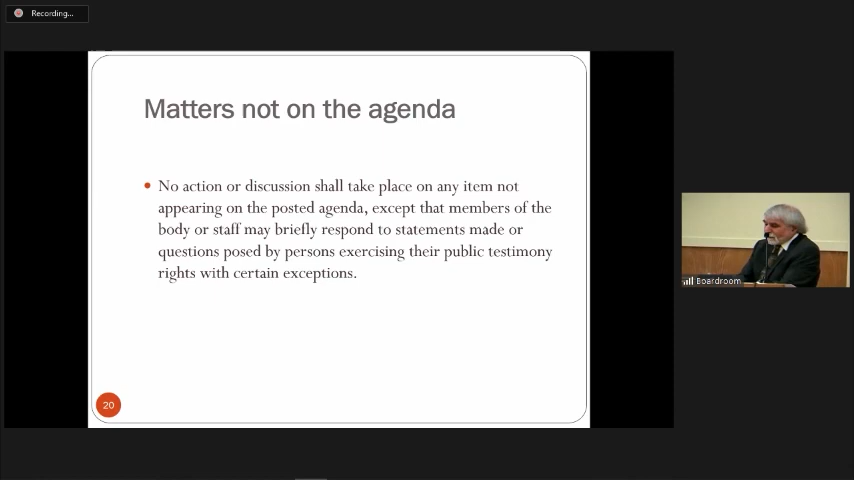 Recording...
Matters not on the agenda
• No action or discussion shall take place on any item not
appearing on the posted agenda, except that members of the
body or staff may briefly respond to statements made or
questions posed by persons exercising their public testimony
rights with certain exceptions.
Boardroom
20